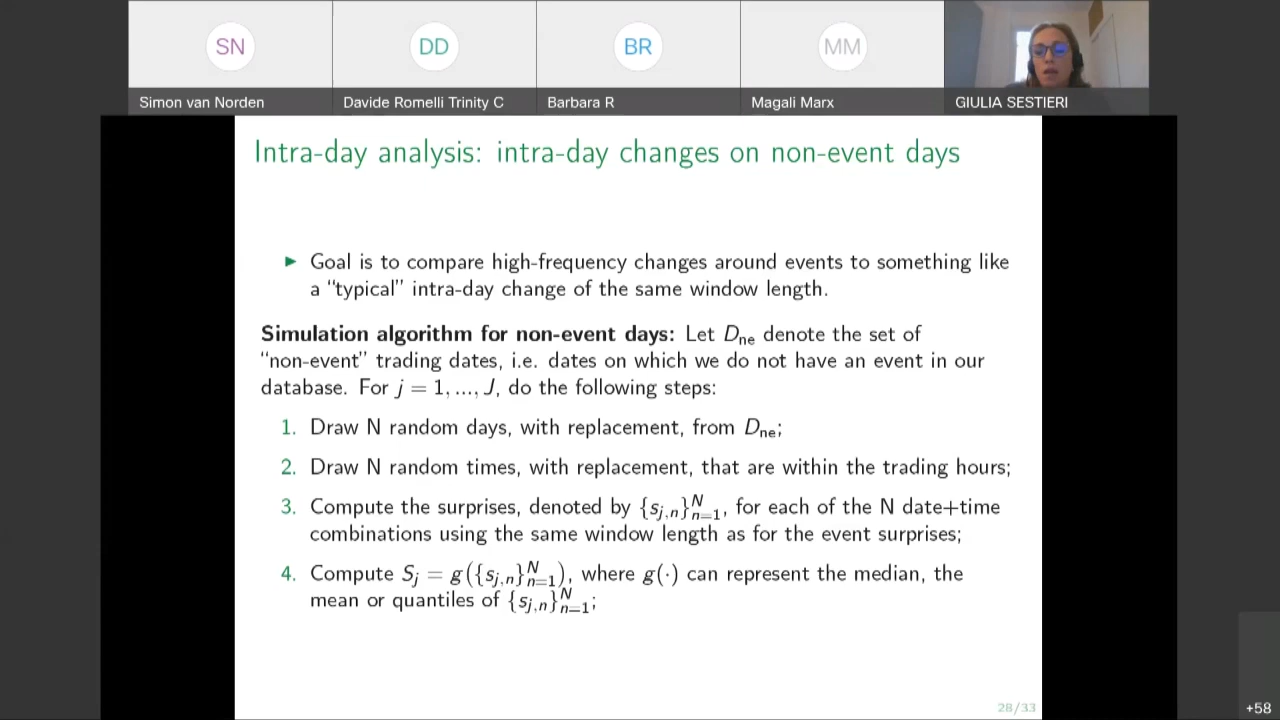 SN
DD
BR
MM
Simon van Norden
Davide Romelli Trinity C
Barbara R
Magali Marx
GIULIA SESTIERI
Intra-day analysis: intra-day changes on non-event days
► Goal is to compare high-frequency changes around events to something like
a “typical” intra-day change of the same window length.
Simulation algorithm for non-event days: Let D_ne denote the set of
“non-event” trading dates, i.e. dates on which we do not have an event in our
database. For j = 1, ..., J, do the following steps:
1. Draw N random days, with replacement, from D_ne;
2. Draw N random times, with replacement, that are within the trading hours;
3. Compute the surprises, denoted by {s_{j,n}}_{n=1}^N, for each of the N date+time
combinations using the same window length as for the event surprises;
4. Compute S_j = g({s_{j,n}}_{n=1}^N), where g(·) can represent the median, the
mean or quantiles of {s_{j,n}}_{n=1}^N;
28/33
+58